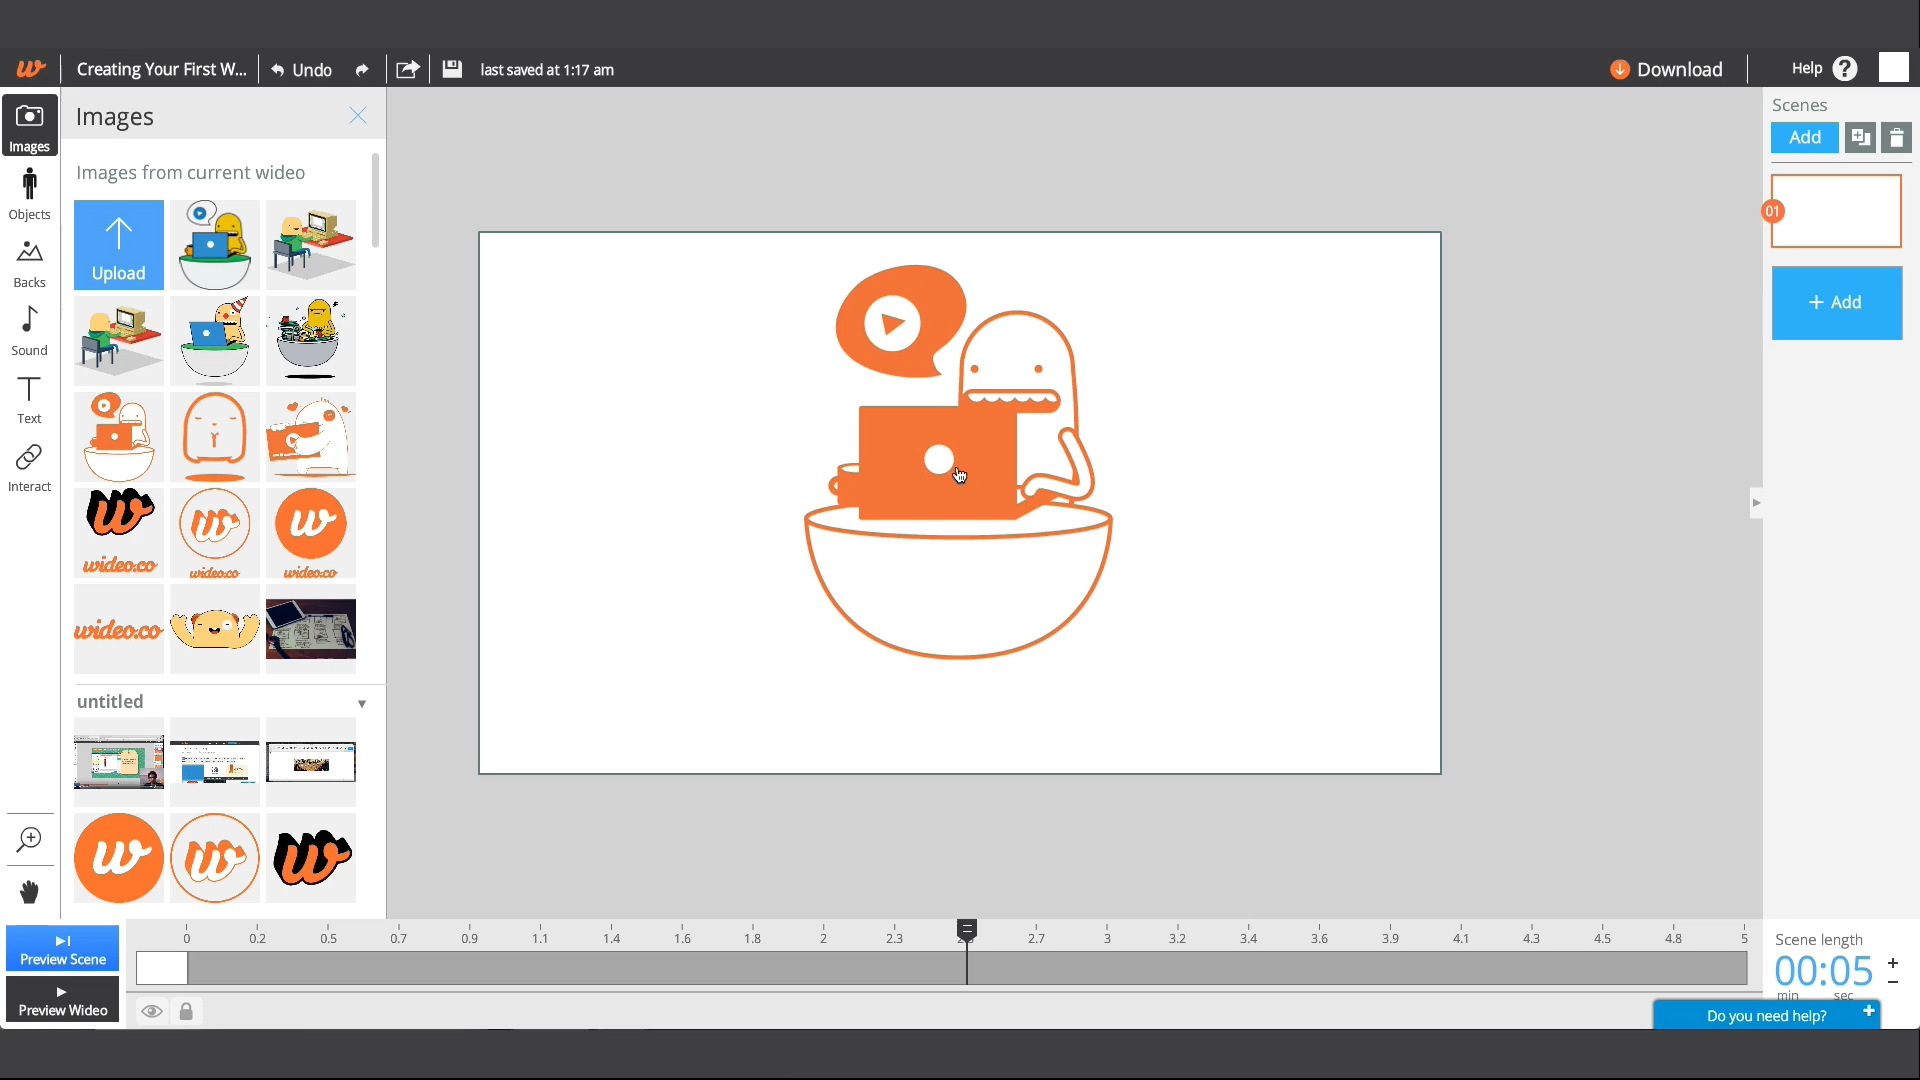 w
Creating Your First W...
Undo
last saved at 1:17 am
Download
Help
?
Images
Objects
Backs
Sound
Text
Interact
Images
Images from current wideo
Upload
wideo.co
wideo.co
wideo.co
wideo.co
untitled
w
w
w
Scenes
Add
01
+ Add
Preview Scene
Preview Wideo
0 0.2 0.5 0.7 0.9 1.1 1.4 1.6 1.8 2 2.3 2.7 3 3.2 3.4 3.6 3.9 4.1 4.3 4.5 4.8 5
Scene length
00:05
+
−
min sec
Do you need help? +